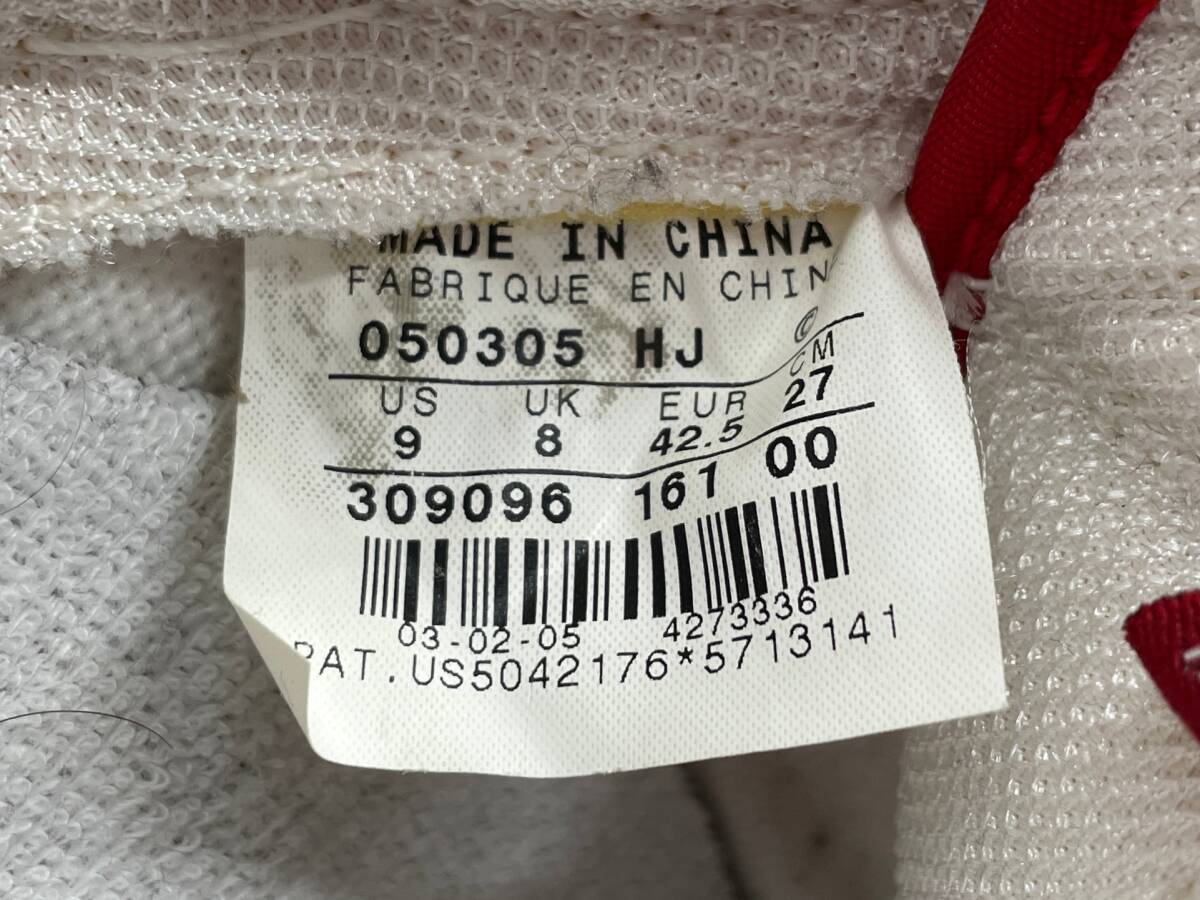 MADE IN CHINA
FABRIQUE EN CHIN
050305 HJ ©
US UK EUR CM
9 8 42.5 27
309096 161 00
03-02-05 4273336
PAT.US5042176*5713141